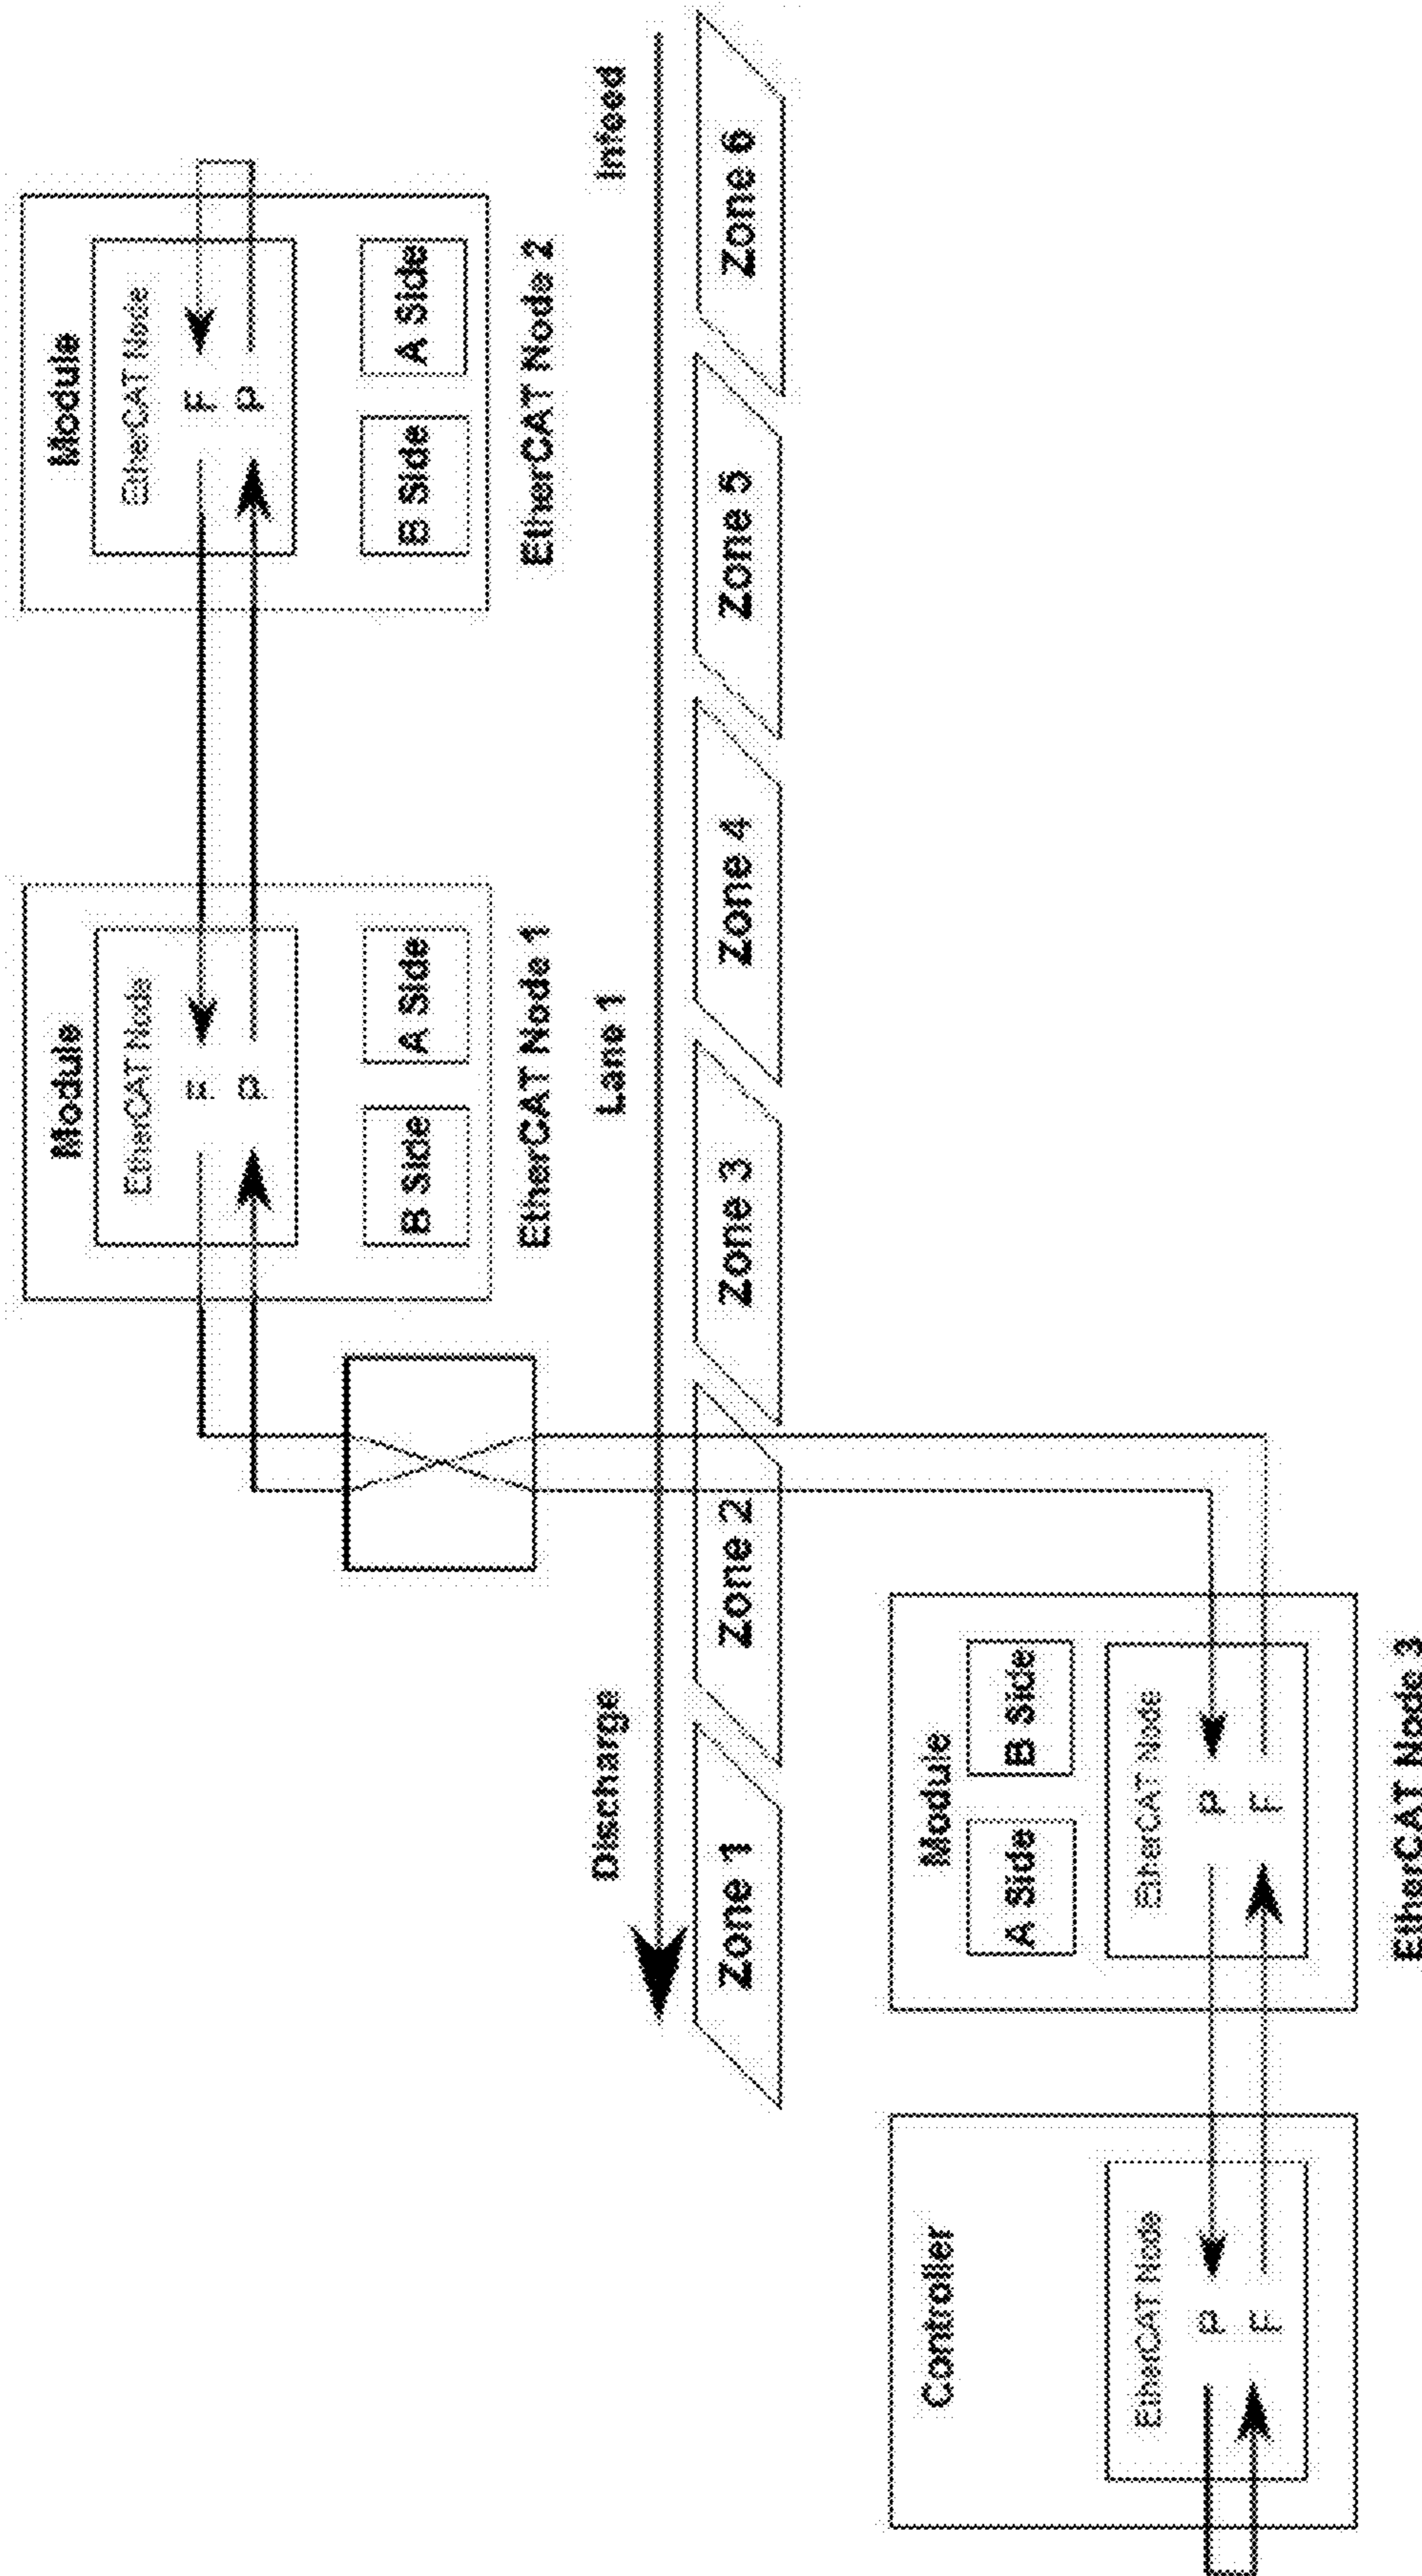 Module
EtherCAT Node
F
P
B Side
A Side
EtherCAT Node 1
Module
EtherCAT Node
F
P
B Side
A Side
EtherCAT Node 2
Discharge
Lane 1
Infeed
Zone 1
Zone 2
Zone 3
Zone 4
Zone 5
Zone 6
Controller
EtherCAT Node
P
F
Module
A Side
B Side
EtherCAT Node
P
F
EtherCAT Node 3